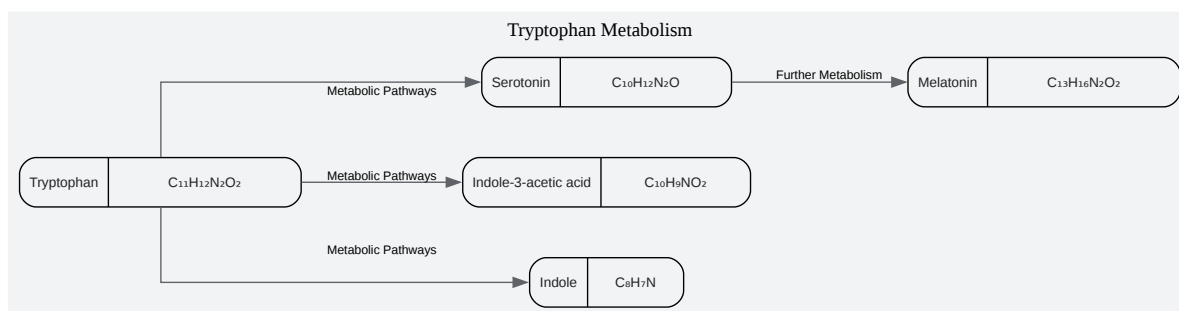 Tryptophan Metabolism
Serotonin
C₁₀H₁₂N₂O
Further Metabolism
Melatonin
C₁₃H₁₆N₂O₂
Metabolic Pathways
Tryptophan
C₁₁H₁₂N₂O₂
Metabolic Pathways
Indole-3-acetic acid
C₁₀H₉NO₂
Metabolic Pathways
Indole
C₈H₇N